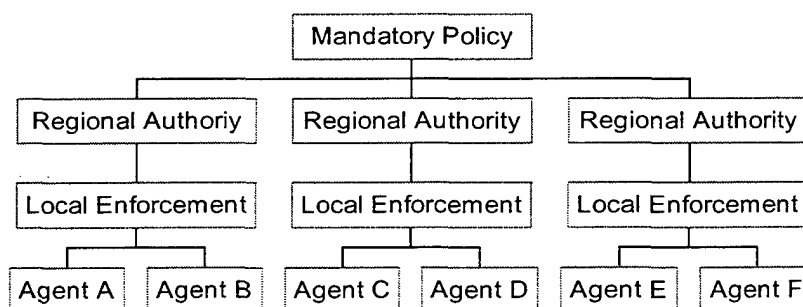 Mandatory Policy
Regional Authoriy Regional Authority Regional Authority
Local Enforcement Local Enforcement Local Enforcement
Agent A Agent B Agent C Agent D Agent E Agent F